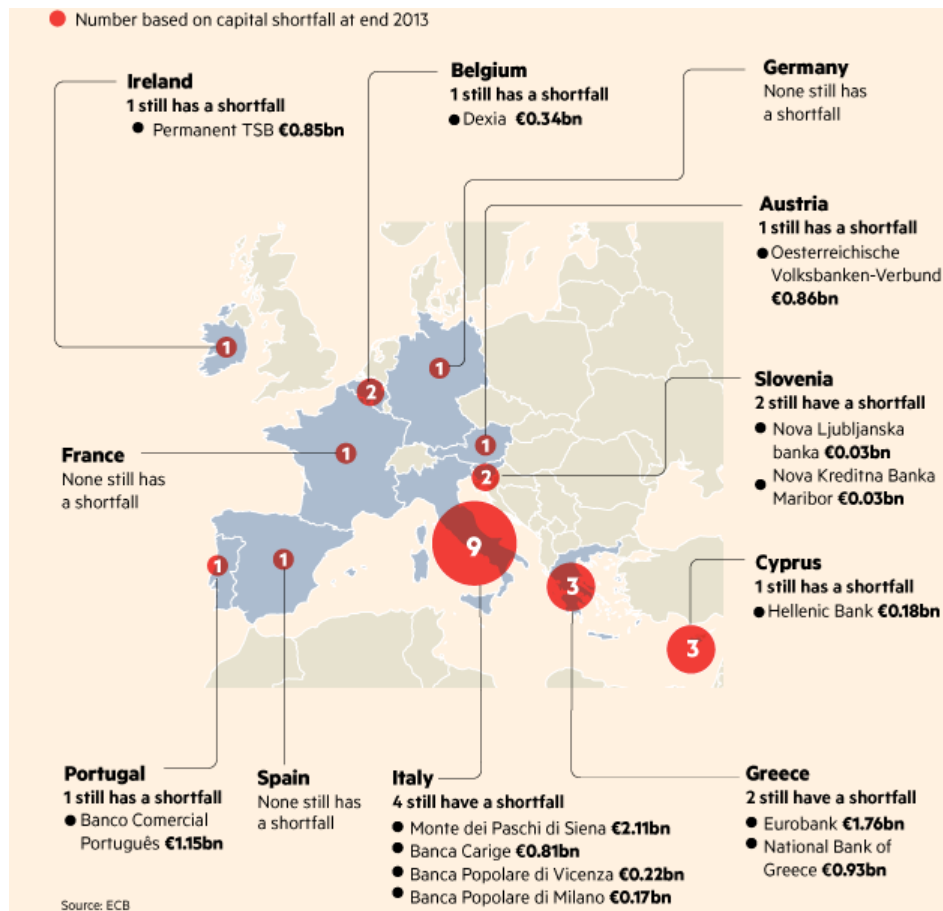 Number based on capital shortfall at end 2013
Ireland
1 still has a shortfall
Permanent TSB €0.85bn
Belgium
1 still has a shortfall
Dexia €0.34bn
Germany
None still has
a shortfall
Austria
1 still has a shortfall
Oesterreichische
Volksbanken-Verbund
€0.86bn
1
1
2
Slovenia
2 still have a shortfall
Nova Ljubljanska
banka €0.03bn
Nova Kreditna Banka
Maribor €0.03bn
France
None still has
a shortfall
1
1
2
9
1
1
3
Cyprus
1 still has a shortfall
Hellenic Bank €0.18bn
3
Portugal
1 still has a shortfall
Banco Comercial
Português €1.15bn
Spain
None still has
a shortfall
Italy
4 still have a shortfall
Monte dei Paschi di Siena €2.11bn
Banca Carige €0.81bn
Banca Popolare di Vicenza €0.22bn
Banca Popolare di Milano €0.17bn
Greece
2 still have a shortfall
Eurobank €1.76bn
National Bank of
Greece €0.93bn
Source: ECB